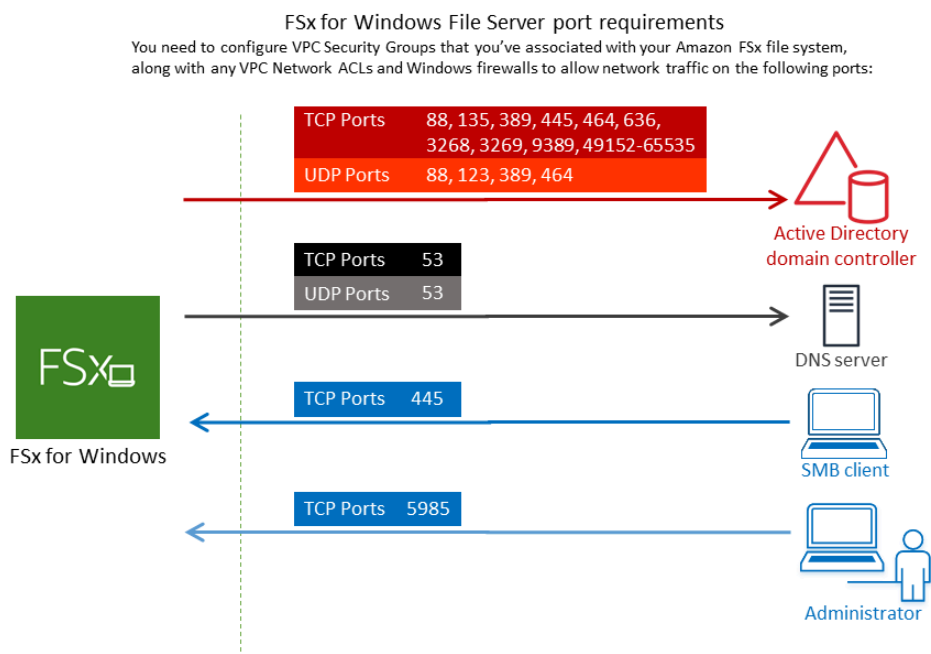 FSx for Windows File Server port requirements
You need to configure VPC Security Groups that you've associated with your Amazon FSx file system,
along with any VPC Network ACLs and Windows firewalls to allow network traffic on the following ports:
TCP Ports 88, 135, 389, 445, 464, 636,
3268, 3269, 9389, 49152-65535
UDP Ports 88, 123, 389, 464
Active Directory
domain controller
TCP Ports 53
UDP Ports 53
DNS server
FSx
FSx for Windows
TCP Ports 445
SMB client
TCP Ports 5985
Administrator